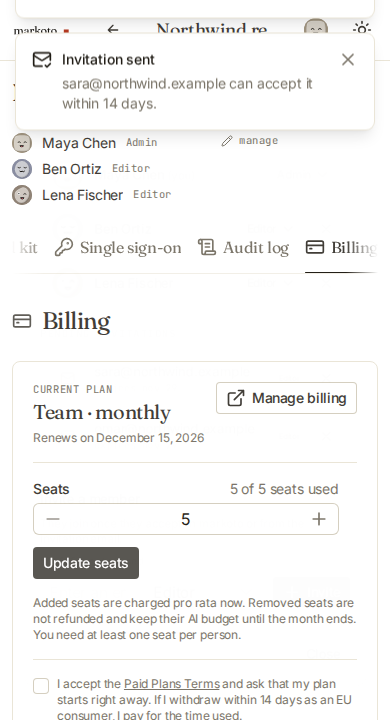 markoto
Northwind re
Invitation sent
sara@northwind.example can accept it
within 14 days.
Maya Chen Admin
manage
Ben Ortiz Editor
Lena Fischer Editor
kit Single sign-on Audit log Billing
Billing
CURRENT PLAN
Team · monthly
Manage billing
Renews on December 15, 2026
Seats 5 of 5 seats used
5
Update seats
Added seats are charged pro rata now. Removed seats are
not refunded and keep their AI budget until the month ends.
You need at least one seat per person.
I accept the Paid Plans Terms and ask that my plan
starts right away. If I withdraw within 14 days as an EU
consumer, I pay for the time used.